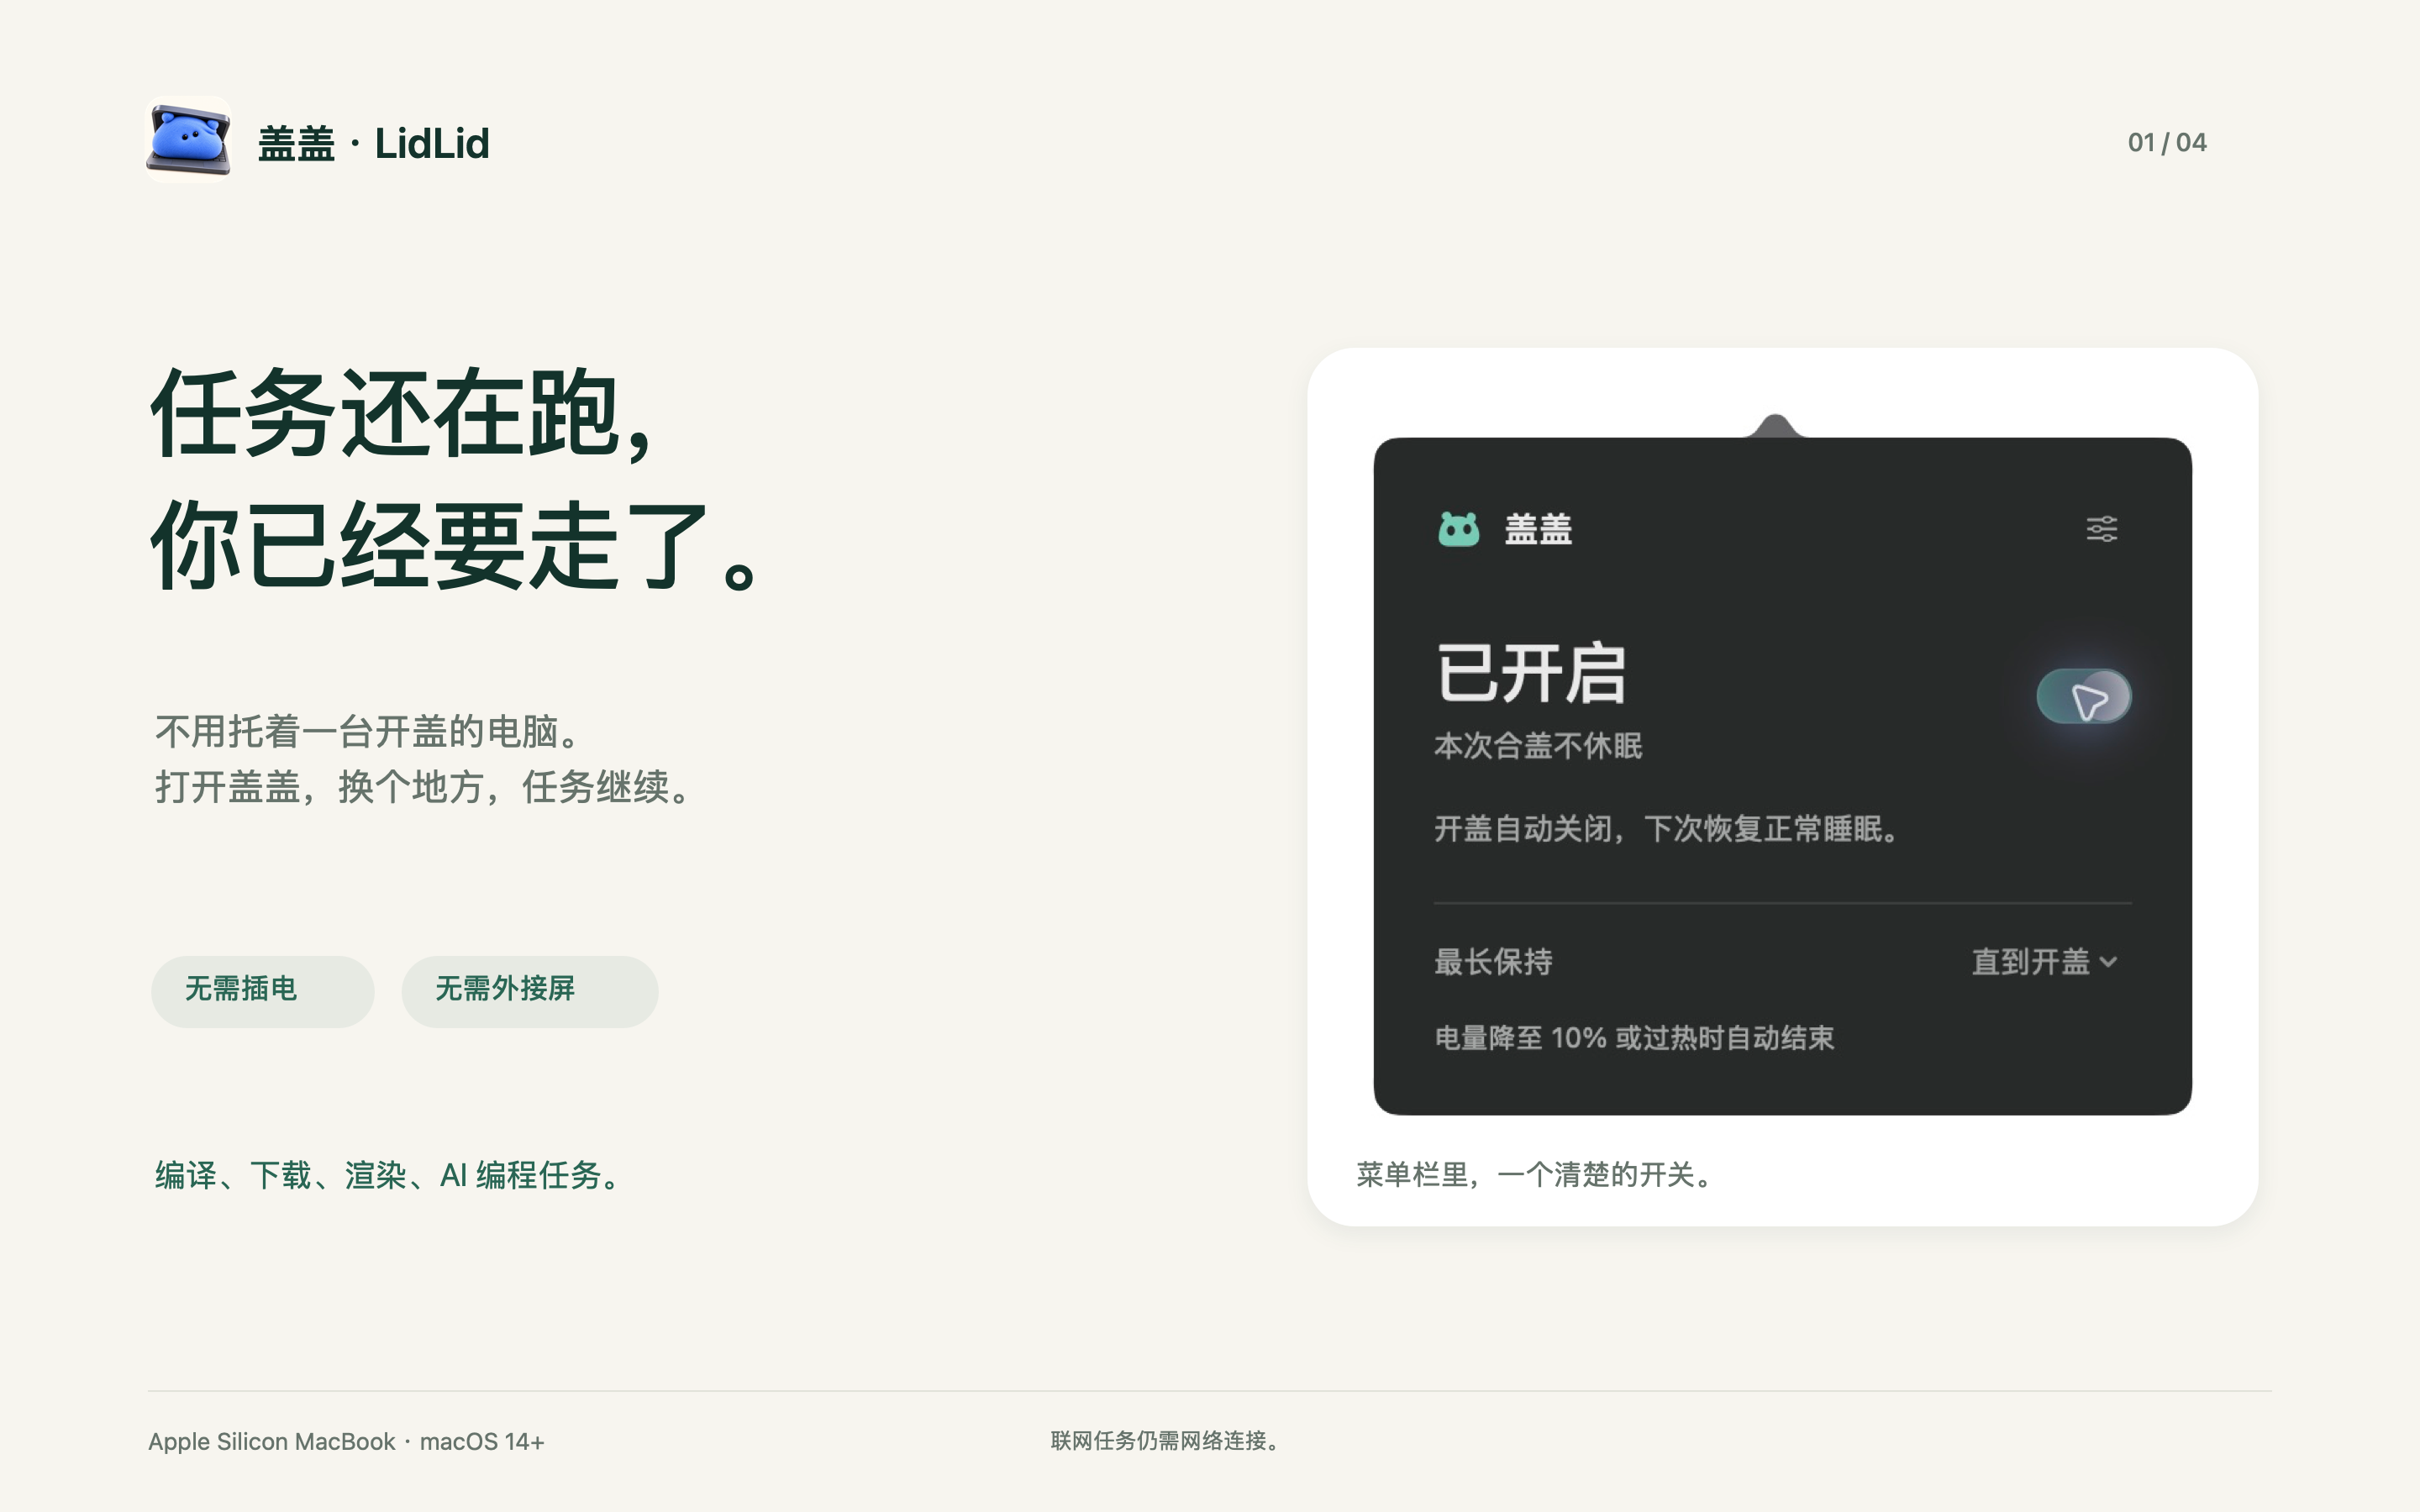 盖盖 · LidLid
01 / 04
任务还在跑，
你已经要走了。
不用托着一台开盖的电脑。
打开盖盖，换个地方，任务继续。
无需插电
无需外接屏
编译、下载、渲染、AI 编程任务。
盖盖
已开启
本次合盖不休眠
开盖自动关闭，下次恢复正常睡眠。
最长保持
直到开盖
电量降至 10% 或过热时自动结束
菜单栏里，一个清楚的开关。
Apple Silicon MacBook · macOS 14+
联网任务仍需网络连接。